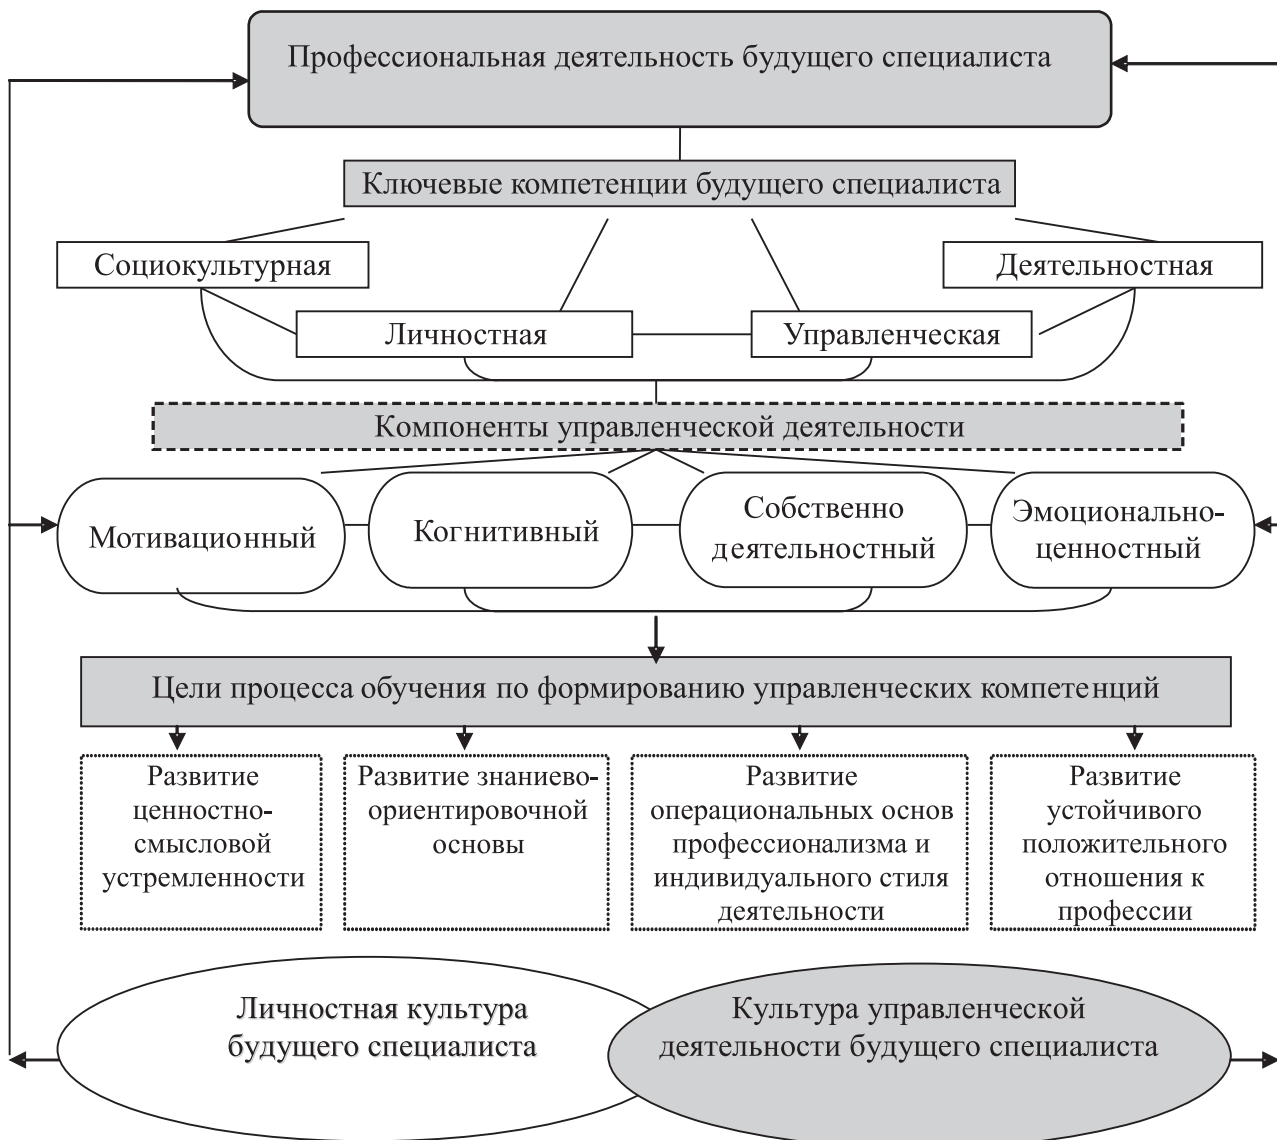 Профессиональная деятельность будущего специалиста
Ключевые компетенции будущего специалиста
Социокультурная
Деятельностная
Личностная
Управленческая
Компоненты управленческой деятельности
Мотивационный
Когнитивный
Собственно
деятельностный
Эмоционально-
ценностный
Цели процесса обучения по формированию управленческих компетенций
Развитие
ценностно-
смысловой
устремленности
Развитие знаниево-
ориентировочной
основы
Развитие
операциональных основ
профессионализма и
индивидуального стиля
деятельности
Развитие
устойчивого
положительного
отношения к
профессии
Личностная культура
будущего специалиста
Культура управленческой
деятельности будущего специалиста